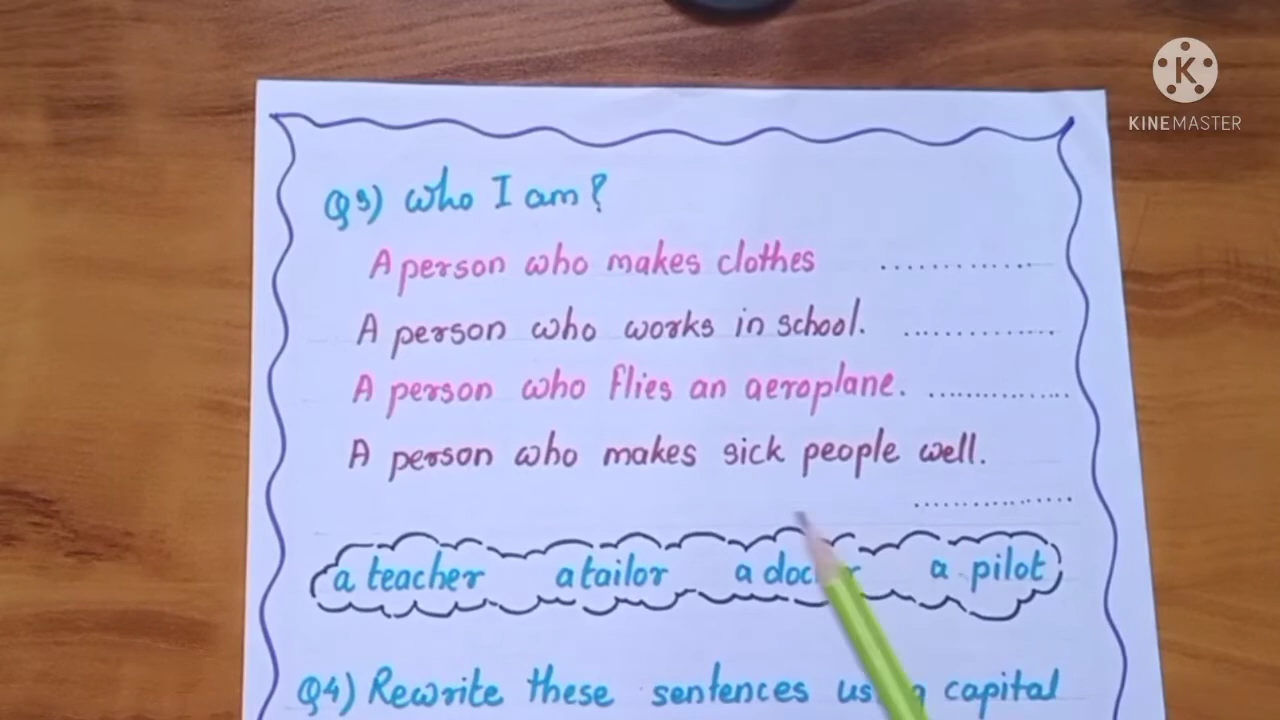 KINEMASTER
Q3) Who I am?
A person who makes clothes ............
A person who works in school. ............
A person who flies an aeroplane. ............
A person who makes sick people well.
............
a teacher a tailor a a pilot
Q4) Rewrite these sentences capital